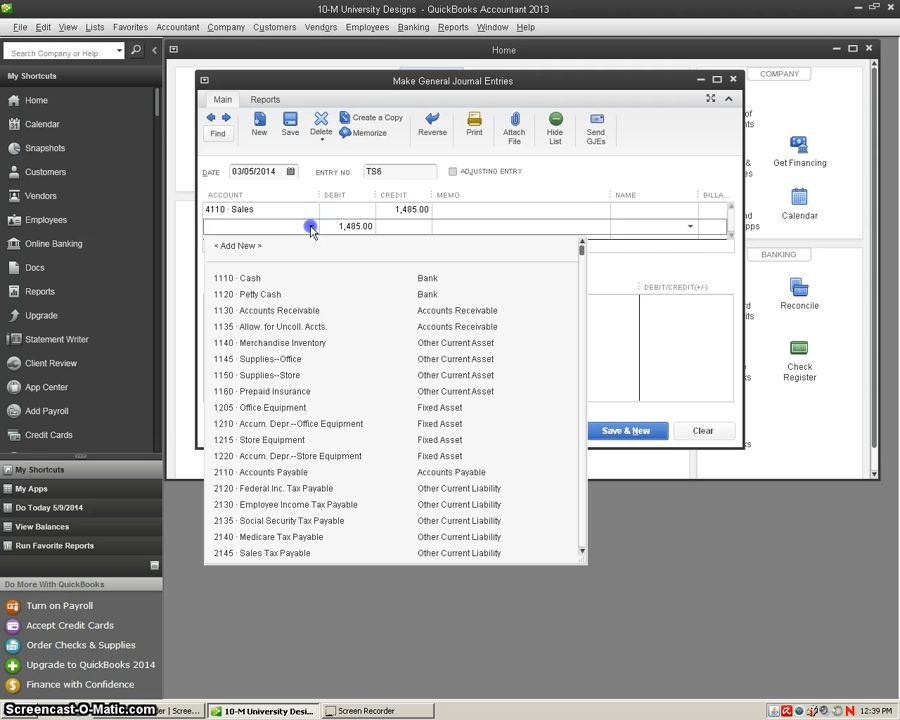 10-M University Designs - QuickBooks Accountant 2013
File Edit View Lists Favorites Accountant Company Customers Vendors Employees Banking Reports Window Help
Search Company or Help
Home
My Shortcuts
Home
Calendar
Snapshots
Customers
Vendors
Employees
Online Banking
Docs
Reports
Upgrade
Statement Writer
Client Review
App Center
Add Payroll
Credit Cards
My Shortcuts
My Apps
Do Today 5/9/2014
View Balances
Run Favorite Reports
Do More With QuickBooks
Turn on Payroll
Accept Credit Cards
Order Checks & Supplies
Upgrade to QuickBooks 2014
Finance with Confidence
Make General Journal Entries
Main Reports
Find New Save Delete Create a Copy Memorize Reverse Print Attach File Hide List Send GJEs
DATE 03/05/2014 ENTRY NO. TS6 ADJUSTING ENTRY
ACCOUNT DEBIT CREDIT MEMO NAME BILLA...
4110 · Sales 1,485.00
1,485.00
< Add New >
1110 · Cash Bank
1120 · Petty Cash Bank
1130 · Accounts Receivable Accounts Receivable
1135 · Allow. for Uncoll. Accts. Accounts Receivable
1140 · Merchandise Inventory Other Current Asset
1145 · Supplies--Office Other Current Asset
1150 · Supplies--Store Other Current Asset
1160 · Prepaid Insurance Other Current Asset
1205 · Office Equipment Fixed Asset
1210 · Accum. Depr.--Office Equipment Fixed Asset
1215 · Store Equipment Fixed Asset
1220 · Accum. Depr.--Store Equipment Fixed Asset
2110 · Accounts Payable Accounts Payable
2120 · Federal Inc. Tax Payable Other Current Liability
2130 · Employee Income Tax Payable Other Current Liability
2135 · Social Security Tax Payable Other Current Liability
2140 · Medicare Tax Payable Other Current Liability
2145 · Sales Tax Payable Other Current Liability
DEBIT/CREDIT(+/-)
Save & New Clear
COMPANY
Get Financing
Calendar
BANKING
Reconcile
Check Register
Screencast-O-Matic.com
der | Scree...
10-M University Desi...
Screen Recorder
12:39 PM